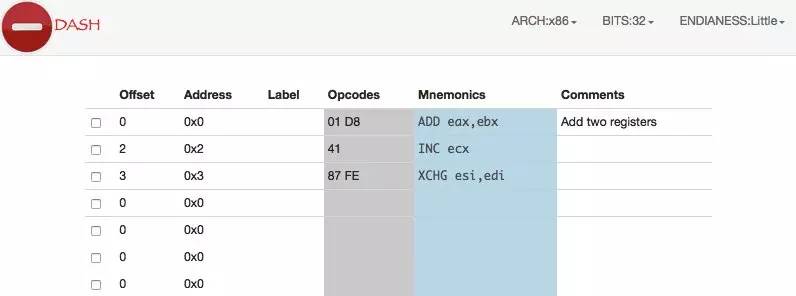 DASH ARCH:x86 BITS:32 ENDIANESS:Little
Offset Address Label Opcodes Mnemonics Comments
0 0x0 01 D8 ADD eax,ebx Add two registers
2 0x2 41 INC ecx
3 0x3 87 FE XCHG esi,edi
0 0x0
0 0x0
0 0x0
0 0x0